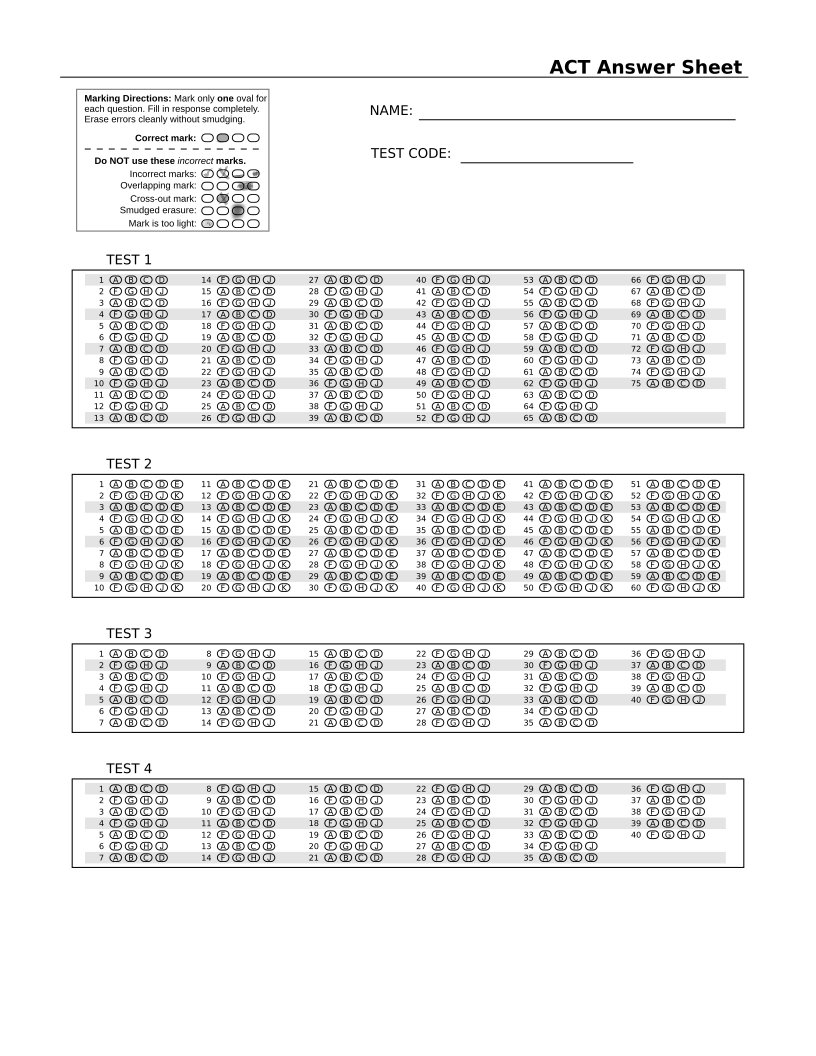 ACT Answer Sheet
Marking Directions: Mark only one oval for
each question. Fill in response completely.
Erase errors cleanly without smudging.
Correct mark:
Do NOT use these incorrect marks.
Incorrect marks:
Overlapping mark:
Cross-out mark:
Smudged erasure:
Mark is too light:
NAME:
TEST CODE:
TEST 1
1 A B C D 14 F G H J 27 A B C D 40 F G H J 53 A B C D 66 F G H J
2 F G H J 15 A B C D 28 F G H J 41 A B C D 54 F G H J 67 A B C D
3 A B C D 16 F G H J 29 A B C D 42 F G H J 55 A B C D 68 F G H J
4 F G H J 17 A B C D 30 F G H J 43 A B C D 56 F G H J 69 A B C D
5 A B C D 18 F G H J 31 A B C D 44 F G H J 57 A B C D 70 F G H J
6 F G H J 19 A B C D 32 F G H J 45 A B C D 58 F G H J 71 A B C D
7 A B C D 20 F G H J 33 A B C D 46 F G H J 59 A B C D 72 F G H J
8 F G H J 21 A B C D 34 F G H J 47 A B C D 60 F G H J 73 A B C D
9 A B C D 22 F G H J 35 A B C D 48 F G H J 61 A B C D 74 F G H J
10 F G H J 23 A B C D 36 F G H J 49 A B C D 62 F G H J 75 A B C D
11 A B C D 24 F G H J 37 A B C D 50 F G H J 63 A B C D
12 F G H J 25 A B C D 38 F G H J 51 A B C D 64 F G H J
13 A B C D 26 F G H J 39 A B C D 52 F G H J 65 A B C D
TEST 2
1 A B C D E 11 A B C D E 21 A B C D E 31 A B C D E 41 A B C D E 51 A B C D E
2 F G H J K 12 F G H J K 22 F G H J K 32 F G H J K 42 F G H J K 52 F G H J K
3 A B C D E 13 A B C D E 23 A B C D E 33 A B C D E 43 A B C D E 53 A B C D E
4 F G H J K 14 F G H J K 24 F G H J K 34 F G H J K 44 F G H J K 54 F G H J K
5 A B C D E 15 A B C D E 25 A B C D E 35 A B C D E 45 A B C D E 55 A B C D E
6 F G H J K 16 F G H J K 26 F G H J K 36 F G H J K 46 F G H J K 56 F G H J K
7 A B C D E 17 A B C D E 27 A B C D E 37 A B C D E 47 A B C D E 57 A B C D E
8 F G H J K 18 F G H J K 28 F G H J K 38 F G H J K 48 F G H J K 58 F G H J K
9 A B C D E 19 A B C D E 29 A B C D E 39 A B C D E 49 A B C D E 59 A B C D E
10 F G H J K 20 F G H J K 30 F G H J K 40 F G H J K 50 F G H J K 60 F G H J K
TEST 3
1 A B C D 8 F G H J 15 A B C D 22 F G H J 29 A B C D 36 F G H J
2 F G H J 9 A B C D 16 F G H J 23 A B C D 30 F G H J 37 A B C D
3 A B C D 10 F G H J 17 A B C D 24 F G H J 31 A B C D 38 F G H J
4 F G H J 11 A B C D 18 F G H J 25 A B C D 32 F G H J 39 A B C D
5 A B C D 12 F G H J 19 A B C D 26 F G H J 33 A B C D 40 F G H J
6 F G H J 13 A B C D 20 F G H J 27 A B C D 34 F G H J
7 A B C D 14 F G H J 21 A B C D 28 F G H J 35 A B C D
TEST 4
1 A B C D 8 F G H J 15 A B C D 22 F G H J 29 A B C D 36 F G H J
2 F G H J 9 A B C D 16 F G H J 23 A B C D 30 F G H J 37 A B C D
3 A B C D 10 F G H J 17 A B C D 24 F G H J 31 A B C D 38 F G H J
4 F G H J 11 A B C D 18 F G H J 25 A B C D 32 F G H J 39 A B C D
5 A B C D 12 F G H J 19 A B C D 26 F G H J 33 A B C D 40 F G H J
6 F G H J 13 A B C D 20 F G H J 27 A B C D 34 F G H J
7 A B C D 14 F G H J 21 A B C D 28 F G H J 35 A B C D